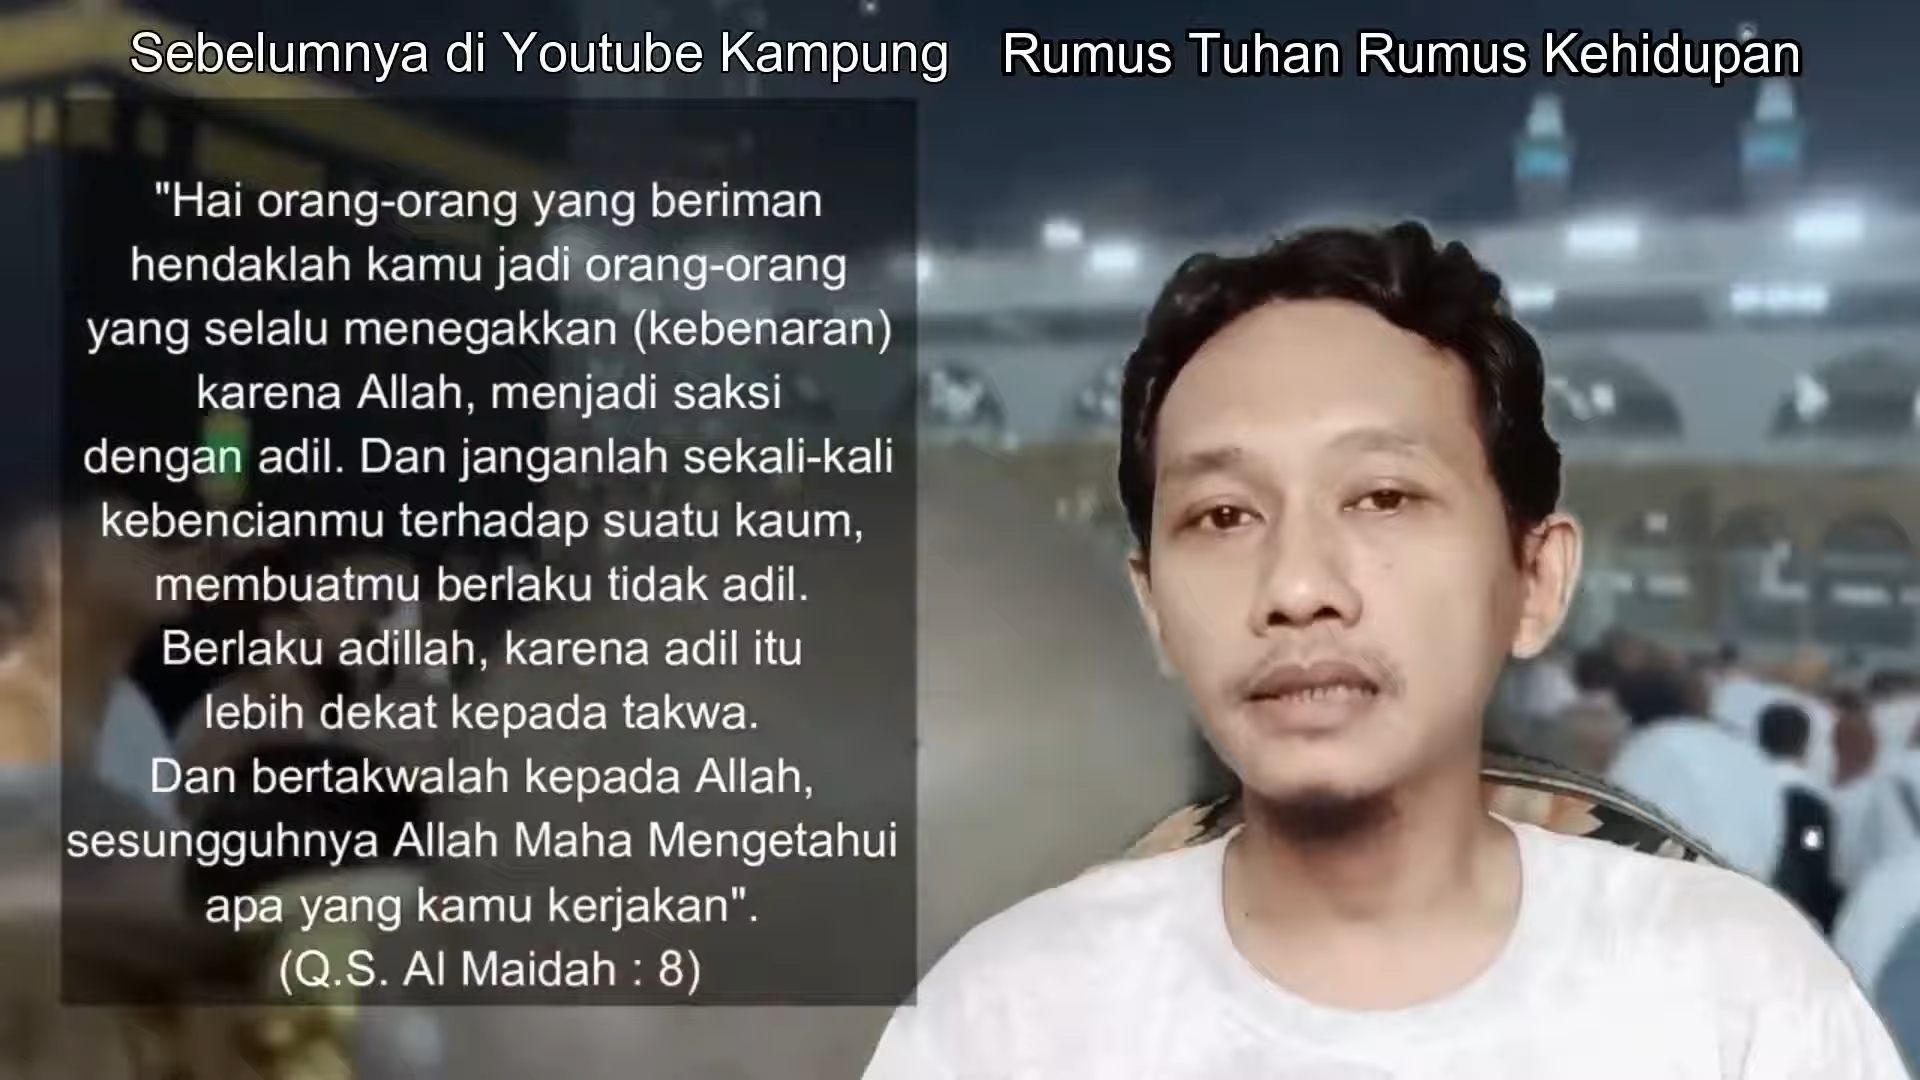 Sebelumnya di Youtube Kampung
Rumus Tuhan Rumus Kehidupan
"Hai orang-orang yang beriman
hendaklah kamu jadi orang-orang
yang selalu menegakkan (kebenaran)
karena Allah, menjadi saksi
dengan adil. Dan janganlah sekali-kali
kebencianmu terhadap suatu kaum,
membuatmu berlaku tidak adil.
Berlaku adillah, karena adil itu
lebih dekat kepada takwa.
Dan bertakwalah kepada Allah,
sesungguhnya Allah Maha Mengetahui
apa yang kamu kerjakan".
(Q.S. Al Maidah : 8)